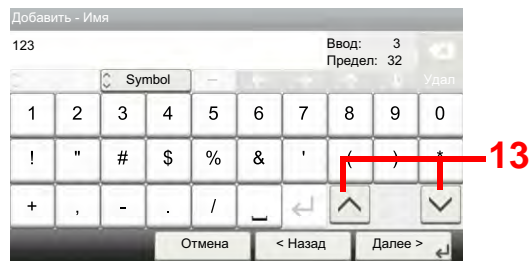 Добавить - Имя
123
Ввод: 3
Предел: 32
Symbol
Удал
1 2 3 4 5 6 7 8 9 0
! " # $ % & ' ( ) *
+ , - . / _
13
Отмена < Назад Далее >